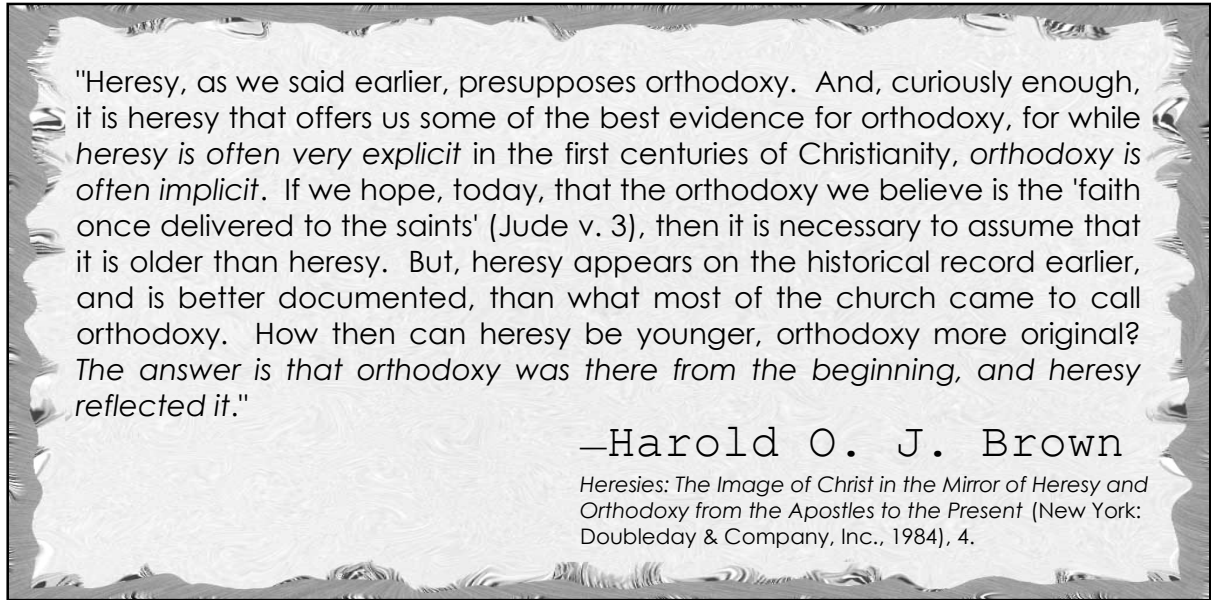 "Heresy, as we said earlier, presupposes orthodoxy.  And, curiously enough,
it is heresy that offers us some of the best evidence for orthodoxy, for while
heresy is often very explicit in the first centuries of Christianity, orthodoxy is
often implicit.  If we hope, today, that the orthodoxy we believe is the 'faith
once delivered to the saints' (Jude v. 3), then it is necessary to assume that
it is older than heresy.  But, heresy appears on the historical record earlier,
and is better documented, than what most of the church came to call
orthodoxy.  How then can heresy be younger, orthodoxy more original?
The answer is that orthodoxy was there from the beginning, and heresy
reflected it."
—Harold O. J. Brown
Heresies: The Image of Christ in the Mirror of Heresy and
Orthodoxy from the Apostles to the Present (New York:
Doubleday & Company, Inc., 1984), 4.